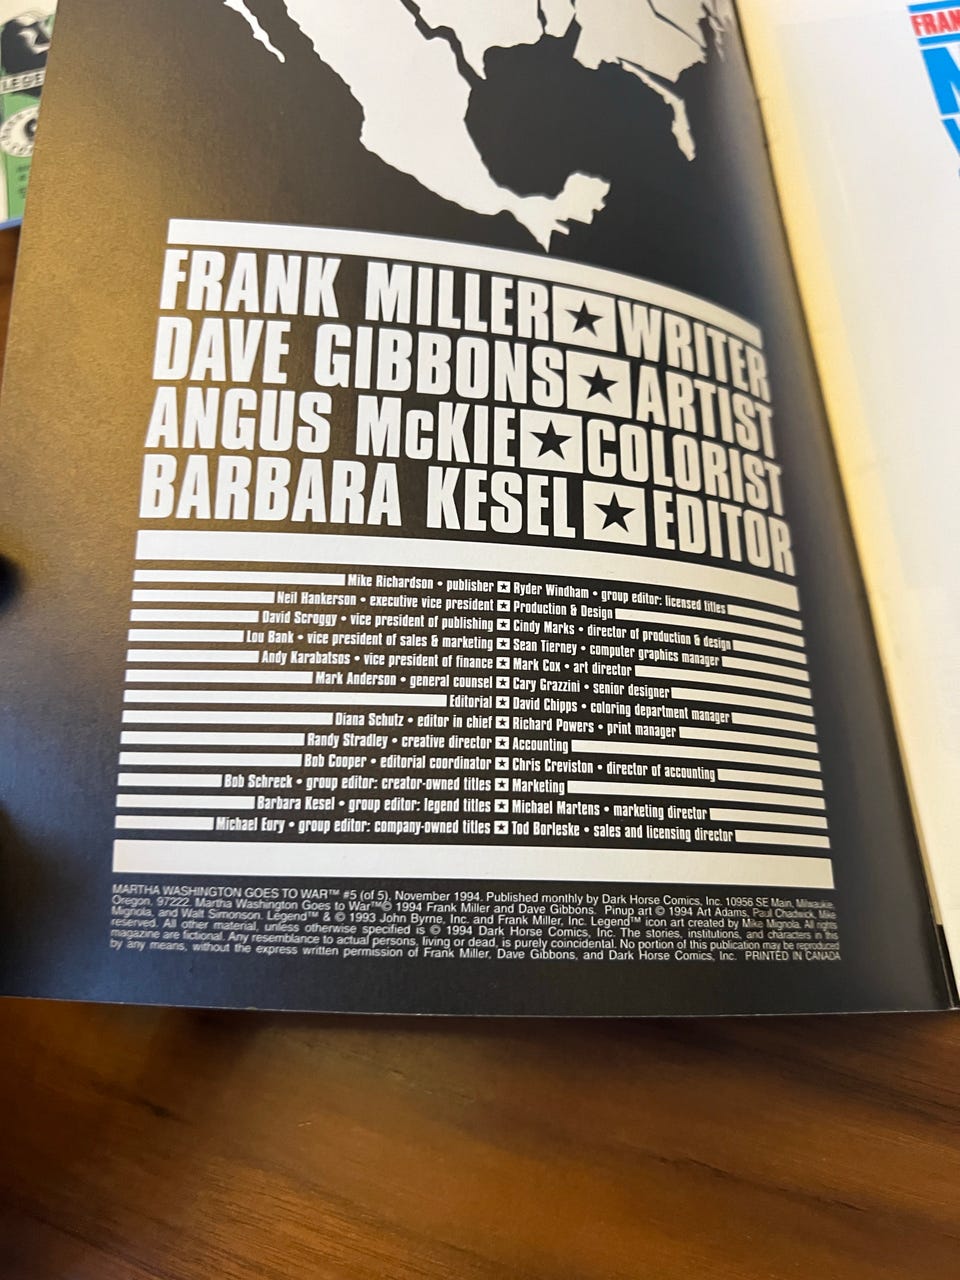 LEGE
FRAN
FRANK MILLER ★ WRITER
DAVE GIBBONS ★ ARTIST
ANGUS McKIE ★ COLORIST
BARBARA KESEL ★ EDITOR
Mike Richardson • publisher ★ Ryder Windham • group editor: licensed titles
Neil Hankerson • executive vice president ★ Production & Design
David Scroggy • vice president of publishing ★ Cindy Marks • director of production & design
Lou Bank • vice president of sales & marketing ★ Sean Tierney • computer graphics manager
Andy Karabatsos • vice president of finance ★ Mark Cox • art director
Mark Anderson • general counsel ★ Cary Grazzini • senior designer
Editorial ★ David Chipps • coloring department manager
Diana Schutz • editor in chief ★ Richard Powers • print manager
Randy Stradley • creative director ★ Accounting
Bob Cooper • editorial coordinator ★ Chris Creviston • director of accounting
Bob Schreck • group editor: creator-owned titles ★ Marketing
Barbara Kesel • group editor: legend titles ★ Michael Martens • marketing director
Michael Eury • group editor: company-owned titles ★ Tod Borleske • sales and licensing director
MARTHA WASHINGTON GOES TO WAR™ #5 (of 5), November 1994. Published monthly by Dark Horse Comics, Inc. 10956 SE Main, Milwaukie,
Oregon, 97222. Martha Washington Goes to War™© 1994 Frank Miller and Dave Gibbons. Pinup art © 1994 Art Adams, Paul Chadwick, Mike
Mignola, and Walt Simonson. Legend™ & © 1993 John Byrne, Inc. and Frank Miller, Inc. Legend™ icon art created by Mike Mignola. All rights
reserved. All other material, unless otherwise specified is © 1994 Dark Horse Comics, Inc. The stories, institutions, and characters in this
magazine are fictional. Any resemblance to actual persons, living or dead, is purely coincidental. No portion of this publication may be reproduced
by any means, without the express written permission of Frank Miller, Dave Gibbons, and Dark Horse Comics, Inc. PRINTED IN CANADA